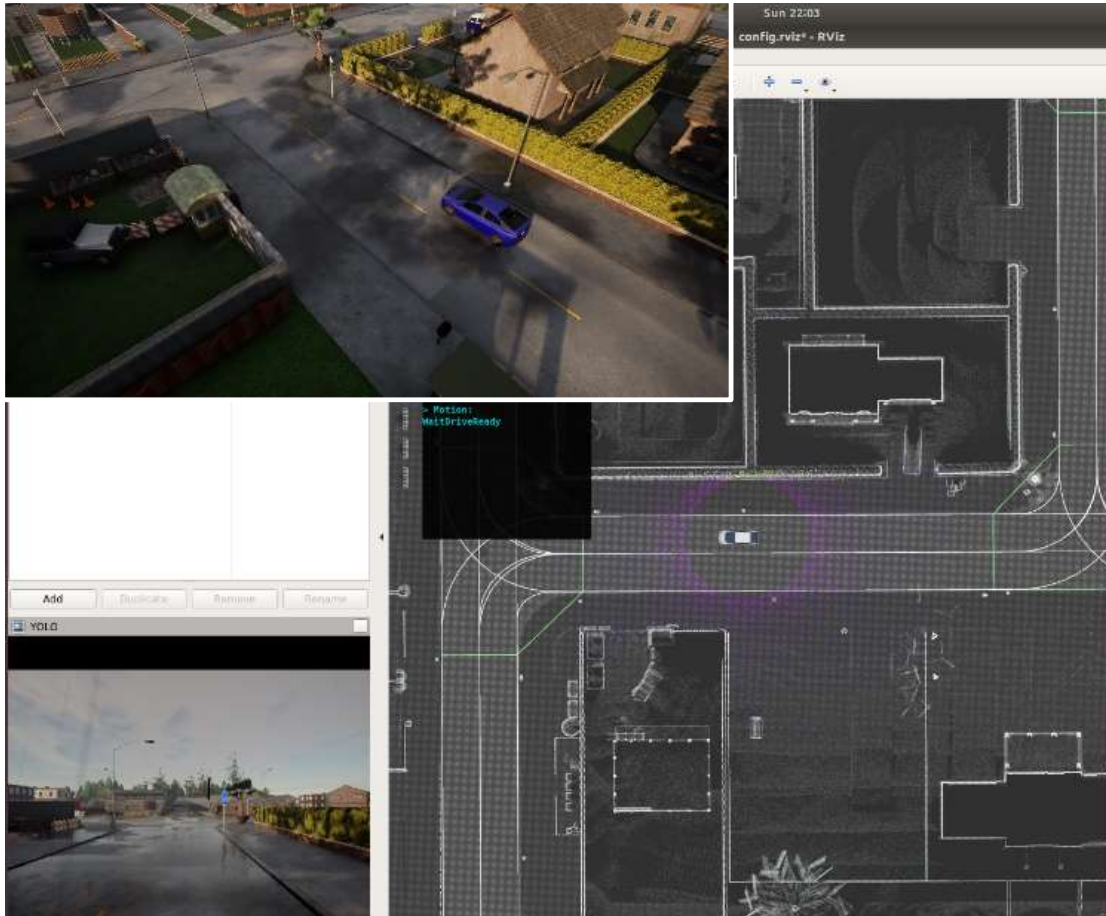 Sun 22:03
config.rviz* - RViz
> Motion:
WaitDriveReady
Add
Duplicate
Remove
Rename
YOLO